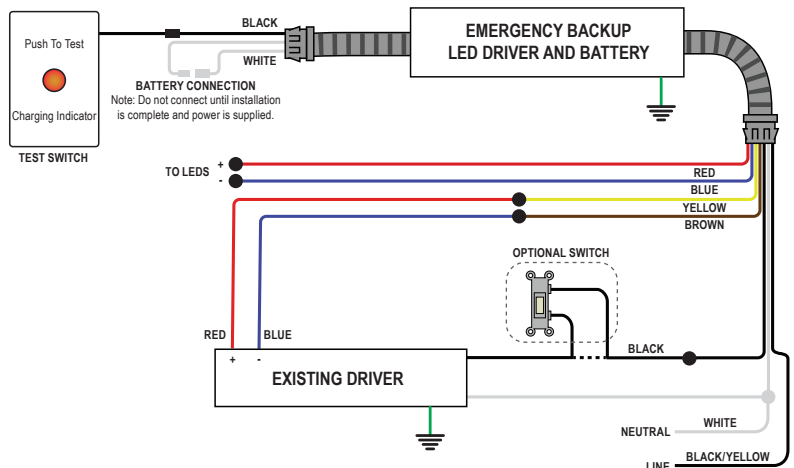 Push To Test
Charging Indicator
TEST SWITCH
BLACK
WHITE
BATTERY CONNECTION
Note: Do not connect until installation
is complete and power is supplied.
EMERGENCY BACKUP
LED DRIVER AND BATTERY
TO LEDS
+
-
RED
BLUE
YELLOW
BROWN
OPTIONAL SWITCH
RED
BLUE
+
-
EXISTING DRIVER
BLACK
NEUTRAL
WHITE
LINE
BLACK/YELLOW